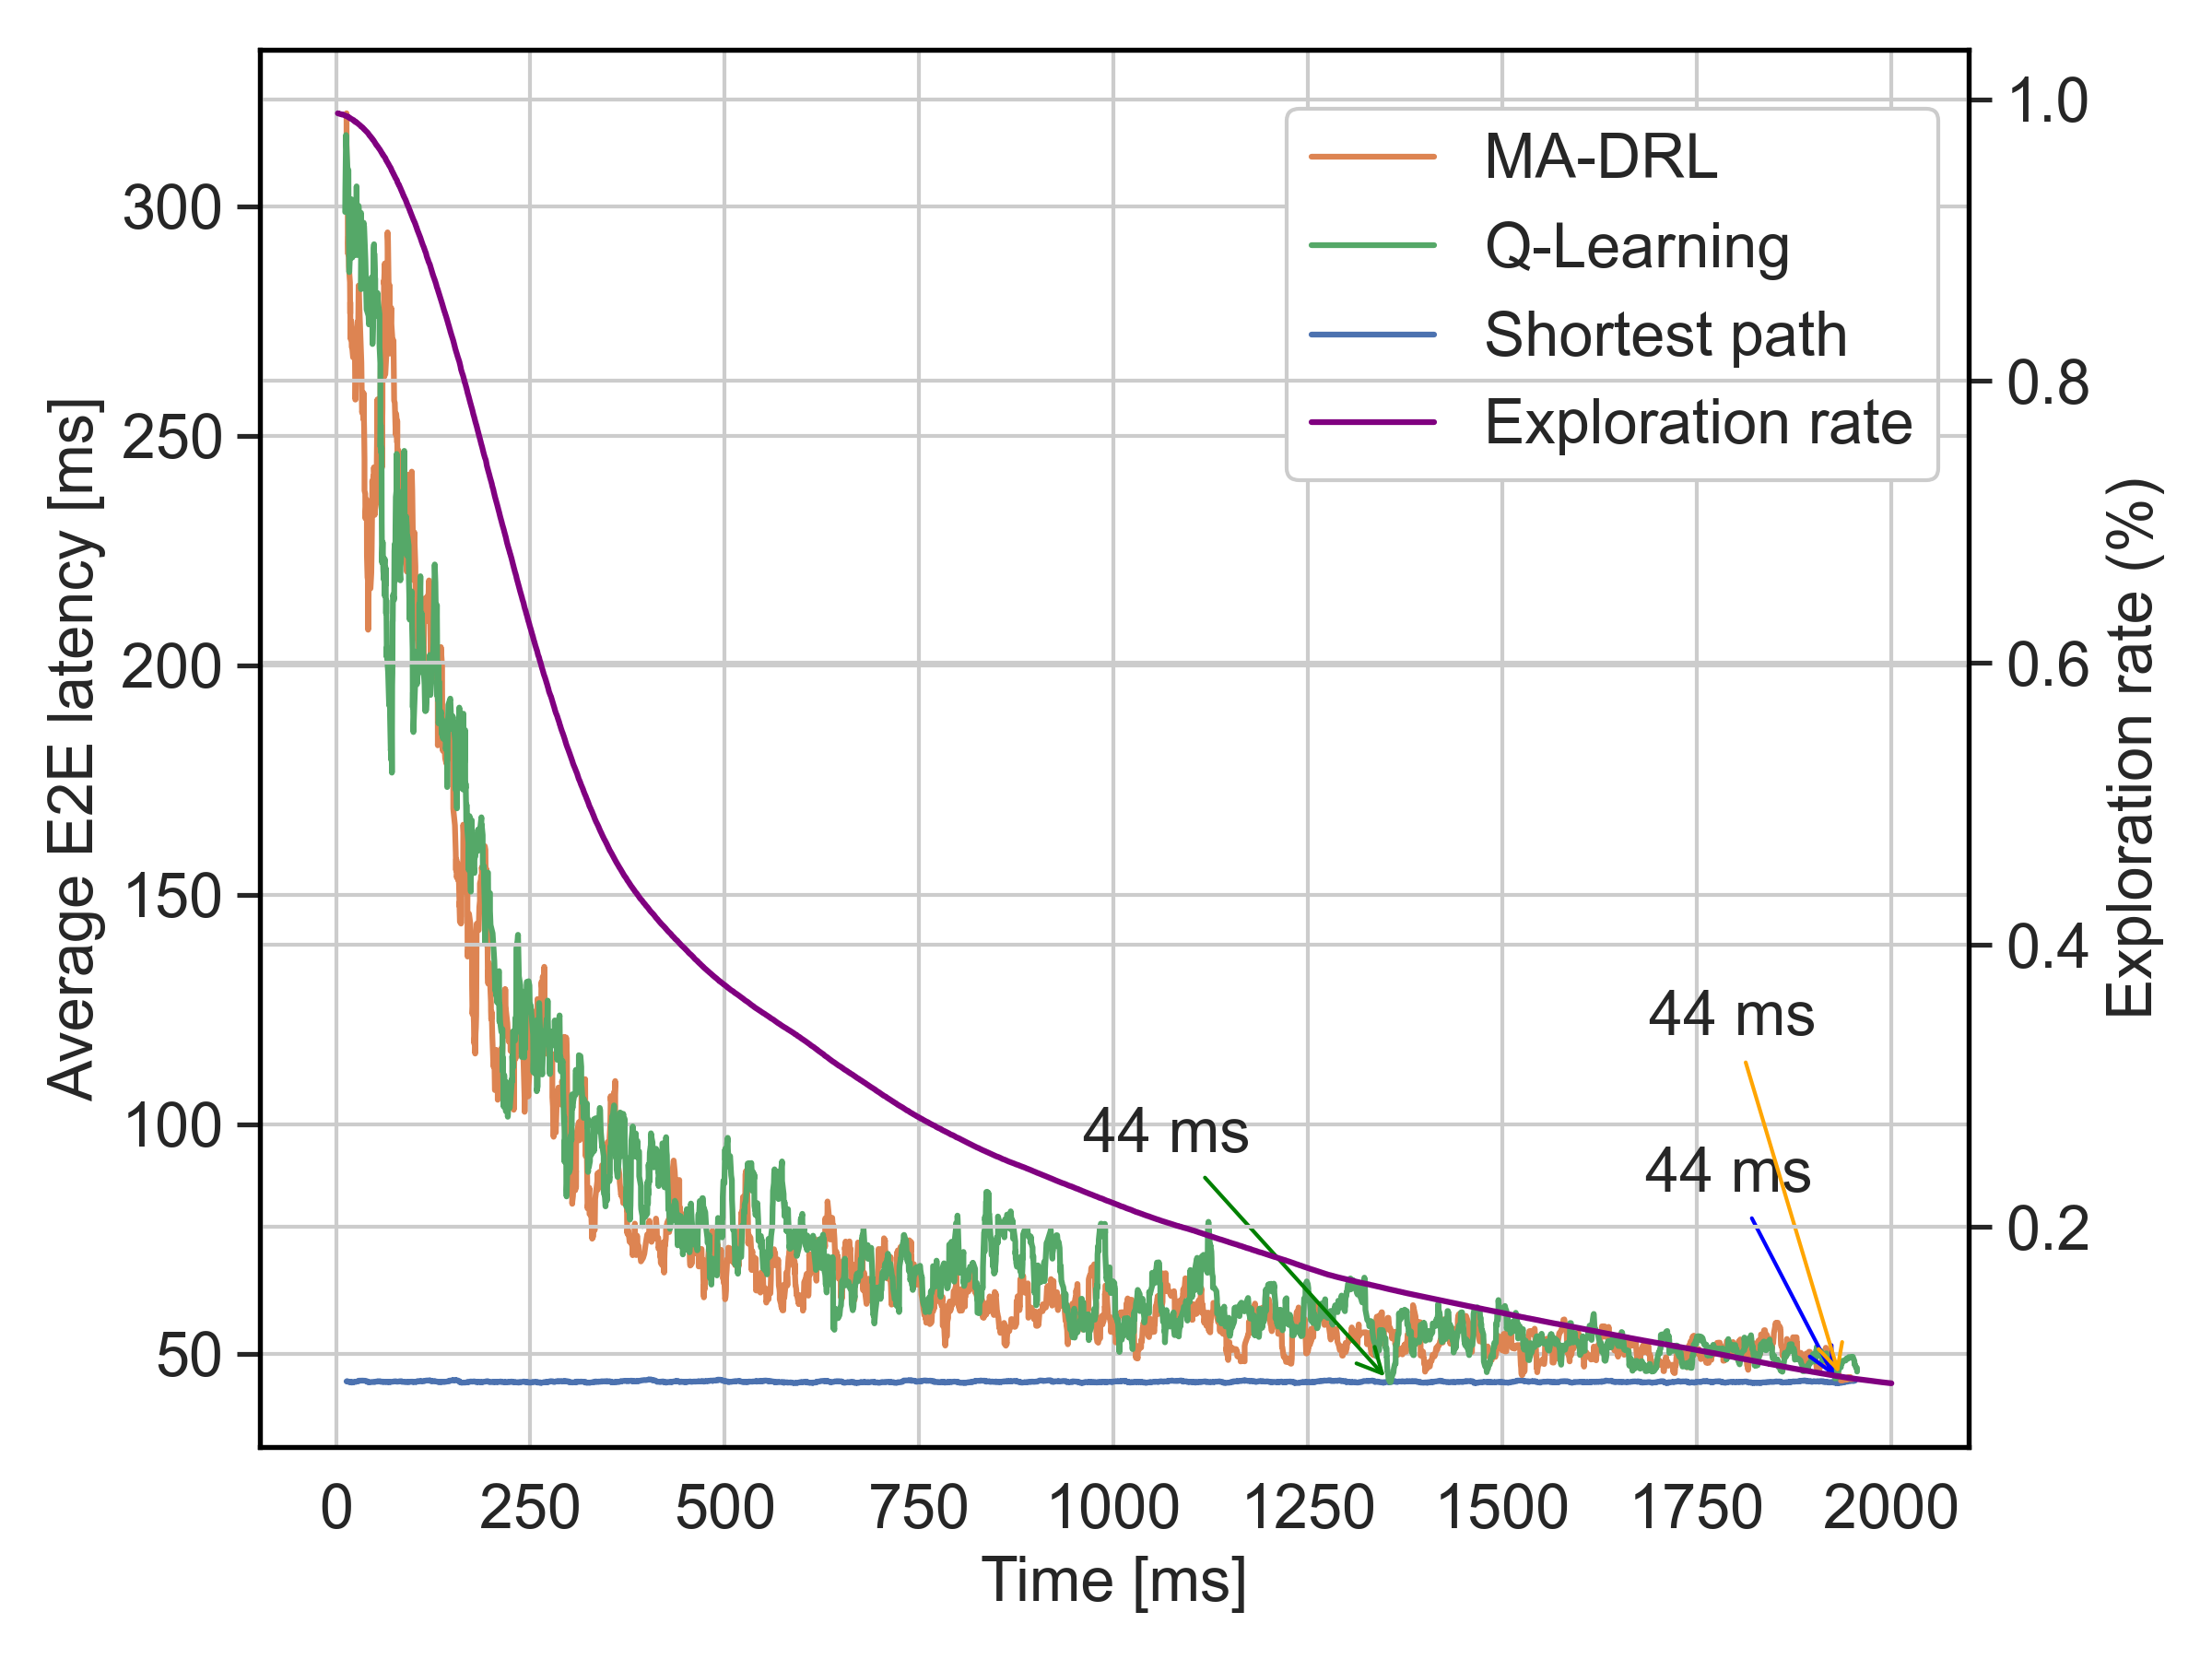 MA-DRL
Q-Learning
Shortest path
Exploration rate
Average E2E latency [ms]
300
250
200
150
100
50
Exploration rate (%)
1.0
0.8
0.6
0.4
0.2
44 ms
44 ms
44 ms
0 250 500 750 1000 1250 1500 1750 2000
Time [ms]